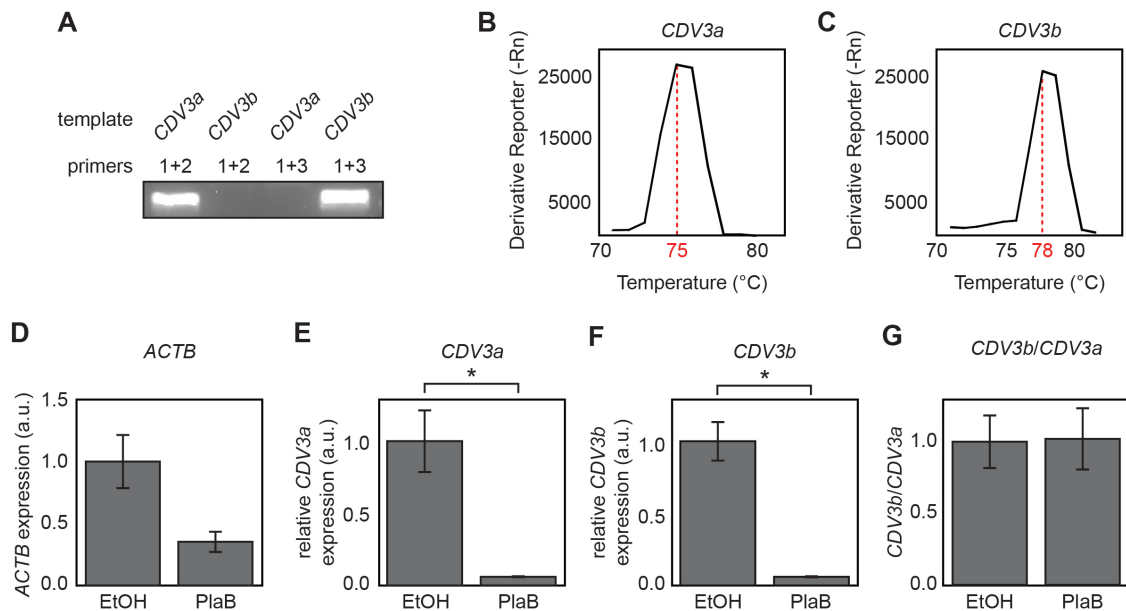 A
template CDV3a CDV3b CDV3a CDV3b
primers 1+2 1+2 1+3 1+3
B
CDV3a
Derivative Reporter (-Rn)
25000
15000
5000
70 75 80
Temperature (°C)
C
CDV3b
Derivative Reporter (-Rn)
25000
15000
5000
70 75 78 80
Temperature (°C)
D
ACTB
ACTB expression (a.u.)
1.5
1.0
0.5
0.0
EtOH PlaB
E
CDV3a
*
relative CDV3a
expression (a.u.)
1.0
0.5
0.0
EtOH PlaB
F
CDV3b
*
relative CDV3b
expression (a.u.)
1.0
0.5
0.0
EtOH PlaB
G
CDV3b/CDV3a
CDV3b/CDV3a
1.0
0.5
0.0
EtOH PlaB